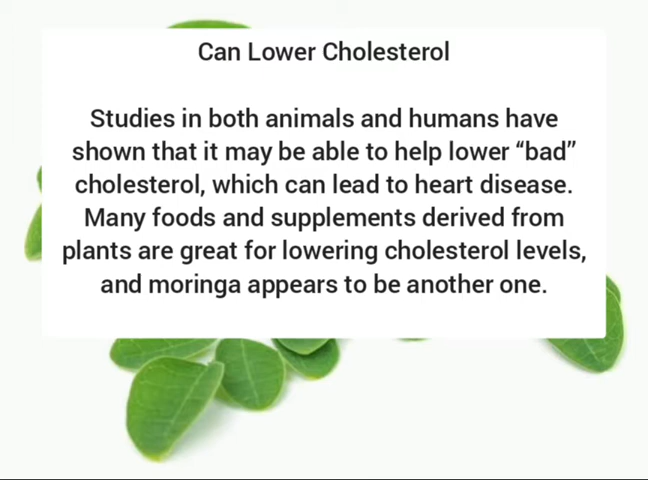 Can Lower Cholesterol
Studies in both animals and humans have
shown that it may be able to help lower “bad”
cholesterol, which can lead to heart disease.
Many foods and supplements derived from
plants are great for lowering cholesterol levels,
and moringa appears to be another one.